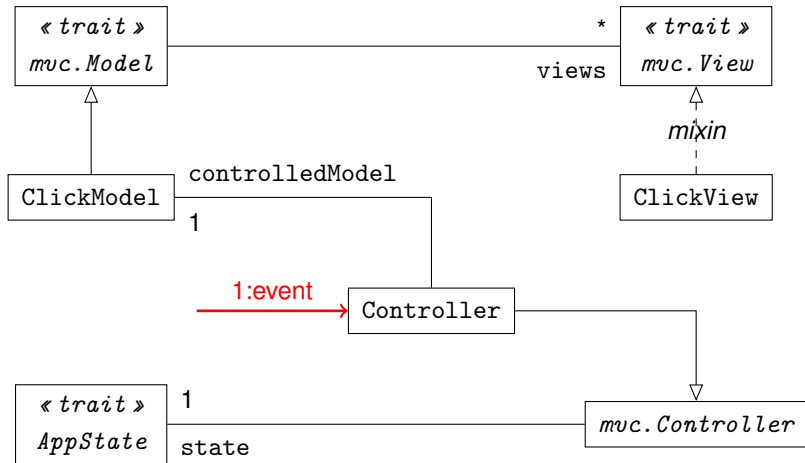 « trait »
mvc.Model
*
views
« trait »
mvc.View
mixin
ClickModel
controlledModel
1
ClickView
1:event
Controller
« trait »
AppState
1
state
mvc.Controller